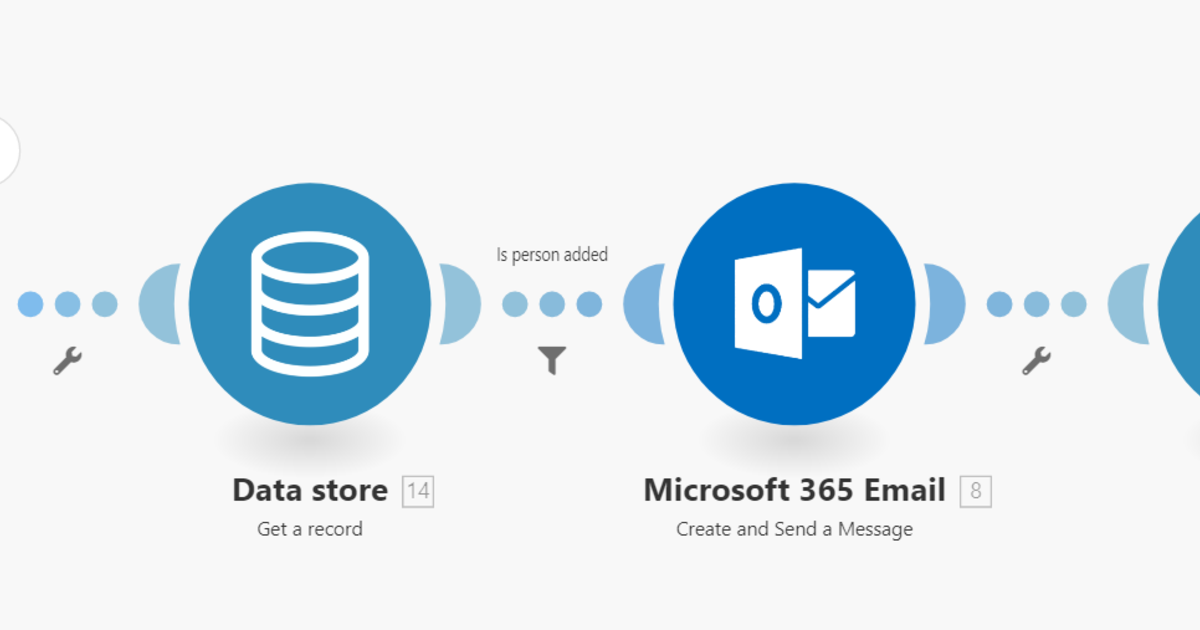 Is person added
Data store 14
Get a record
Microsoft 365 Email 8
Create and Send a Message